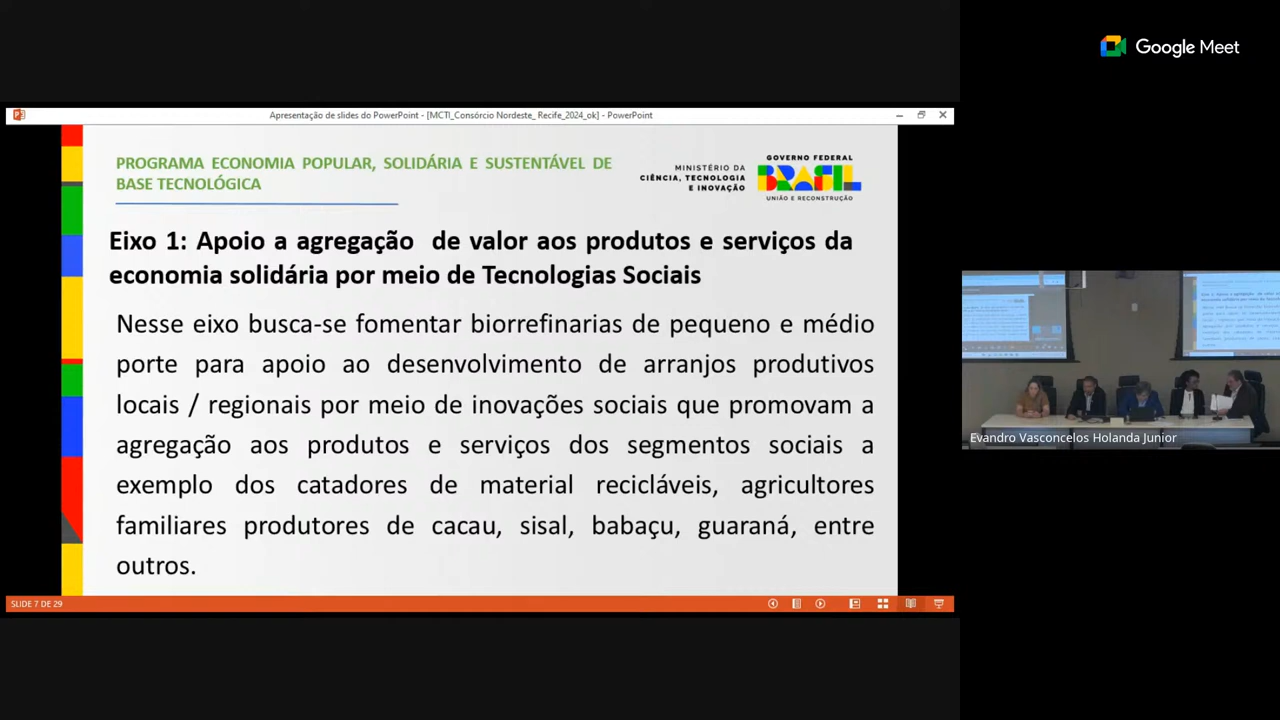 Google Meet
Apresentação de slides do PowerPoint - [MCTI_Consórcio Nordeste_ Recife_2024_ok] - PowerPoint
PROGRAMA ECONOMIA POPULAR, SOLIDÁRIA E SUSTENTÁVEL DE
BASE TECNOLÓGICA
MINISTÉRIO DA
CIÊNCIA, TECNOLOGIA
E INOVAÇÃO
GOVERNO FEDERAL
BRASIL
UNIÃO E RECONSTRUÇÃO
Eixo 1: Apoio a agregação de valor aos produtos e serviços da
economia solidária por meio de Tecnologias Sociais
Nesse eixo busca-se fomentar biorrefinarias de pequeno e médio
porte para apoio ao desenvolvimento de arranjos produtivos
locais / regionais por meio de inovações sociais que promovam a
agregação aos produtos e serviços dos segmentos sociais a
exemplo dos catadores de material recicláveis, agricultores
familiares produtores de cacau, sisal, babaçu, guaraná, entre
outros.
SLIDE 7 DE 29
Evandro Vasconcelos Holanda Junior